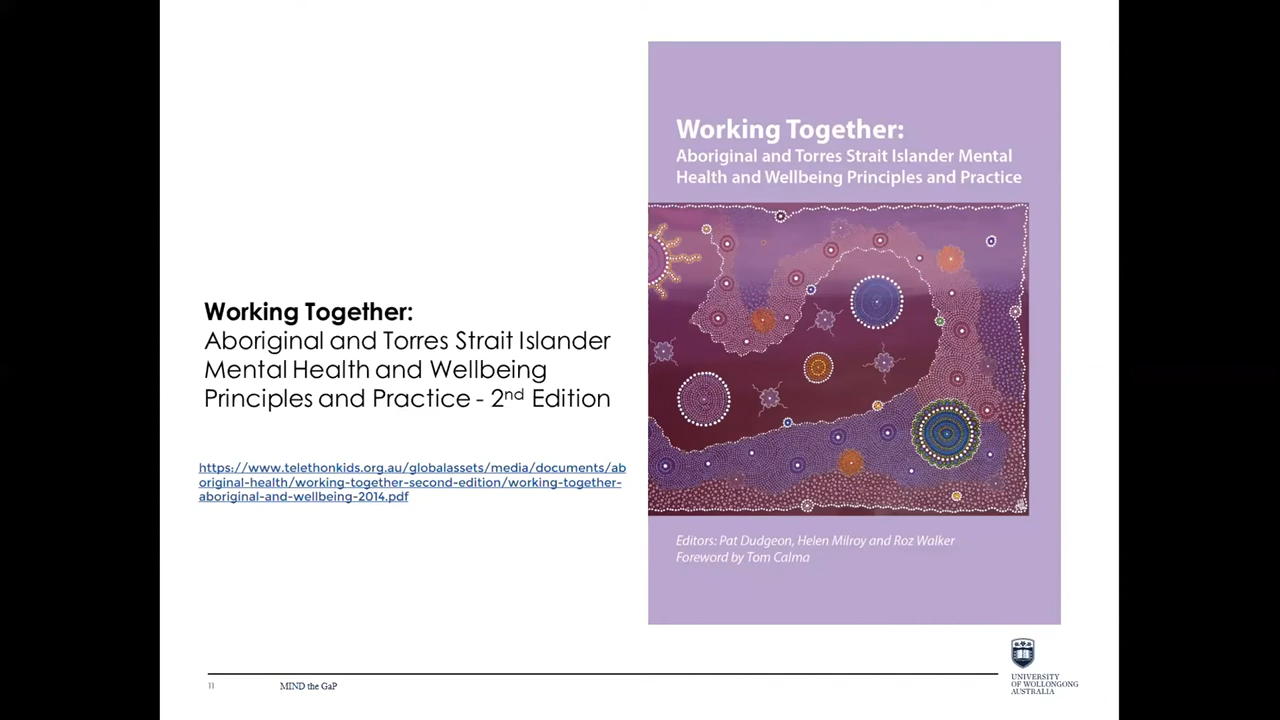 Working Together:
Aboriginal and Torres Strait Islander
Mental Health and Wellbeing
Principles and Practice - 2nd Edition
https://www.telethonkids.org.au/globalassets/media/documents/ab
original-health/working-together-second-edition/working-together-
aboriginal-and-wellbeing-2014.pdf
Working Together:
Aboriginal and Torres Strait Islander Mental
Health and Wellbeing Principles and Practice
Editors: Pat Dudgeon, Helen Milroy and Roz Walker
Foreword by Tom Calma
11
MIND the GaP
UNIVERSITY
OF WOLLONGONG
AUSTRALIA